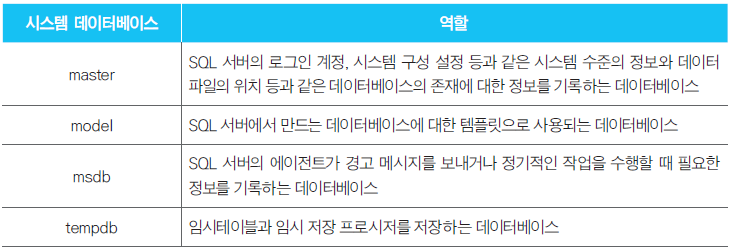 시스템 데이터베이스 역할
master
SQL 서버의 로그인 계정, 시스템 구성 설정 등과 같은 시스템 수준의 정보와 데이터
파일의 위치 등과 같은 데이터베이스의 존재에 대한 정보를 기록하는 데이터베이스
model
SQL 서버에서 만드는 데이터베이스에 대한 템플릿으로 사용되는 데이터베이스
msdb
SQL 서버의 에이전트가 경고 메시지를 보내거나 정기적인 작업을 수행할 때 필요한
정보를 기록하는 데이터베이스
tempdb
임시테이블과 임시 저장 프로시저를 저장하는 데이터베이스